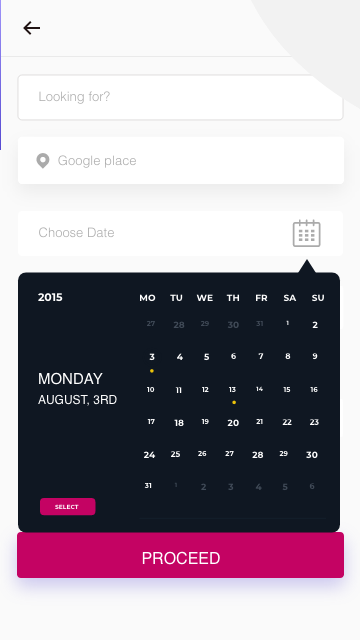 Looking for?
Google place
Choose Date
2015
MO TU WE TH FR SA SU
27 28 29 30 31 1 2
3 4 5 6 7 8 9
MONDAY
AUGUST, 3RD
10 11 12 13 14 15 16
17 18 19 20 21 22 23
24 25 26 27 28 29 30
31 1 2 3 4 5 6
SELECT
PROCEED